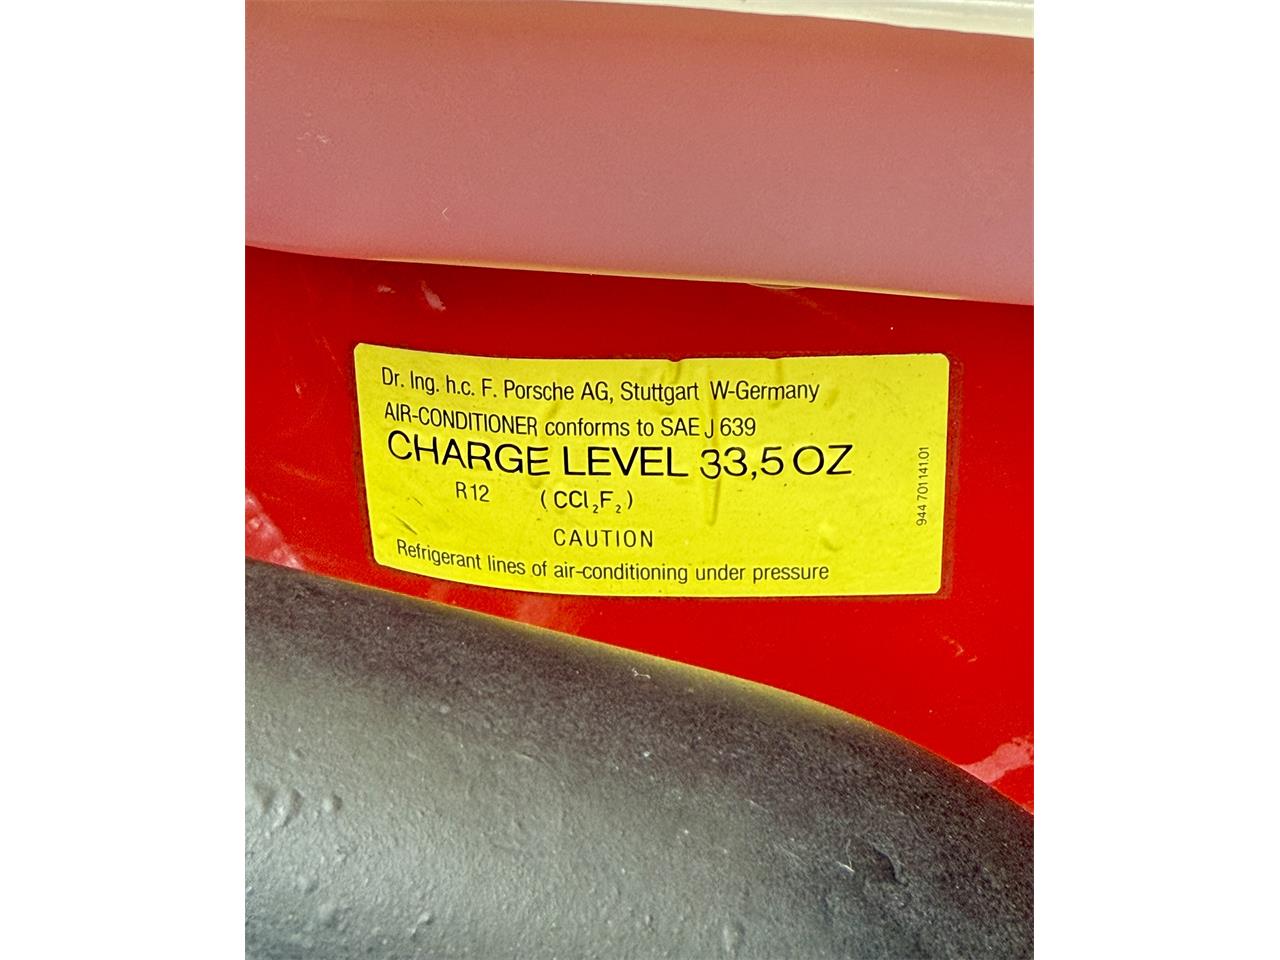 Dr. Ing. h.c. F. Porsche AG, Stuttgart W-Germany
AIR-CONDITIONER conforms to SAE J 639
CHARGE LEVEL 33,5 OZ
R 12 (CCl₂F₂)
CAUTION
Refrigerant lines of air-conditioning under pressure
944 701 141.01